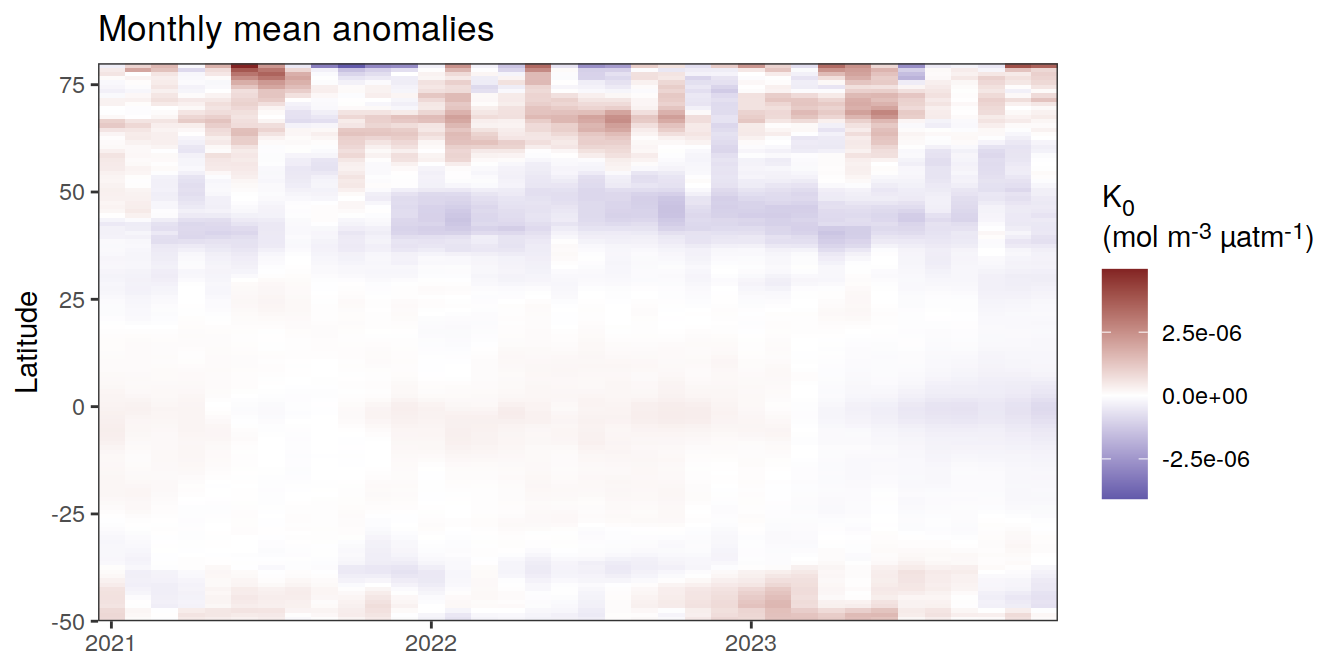 Monthly mean anomalies
Latitude
75
50
25
0
-25
-50
2021 2022 2023
K₀
(mol m⁻³ μatm⁻¹)
2.5e-06
0.0e+00
-2.5e-06